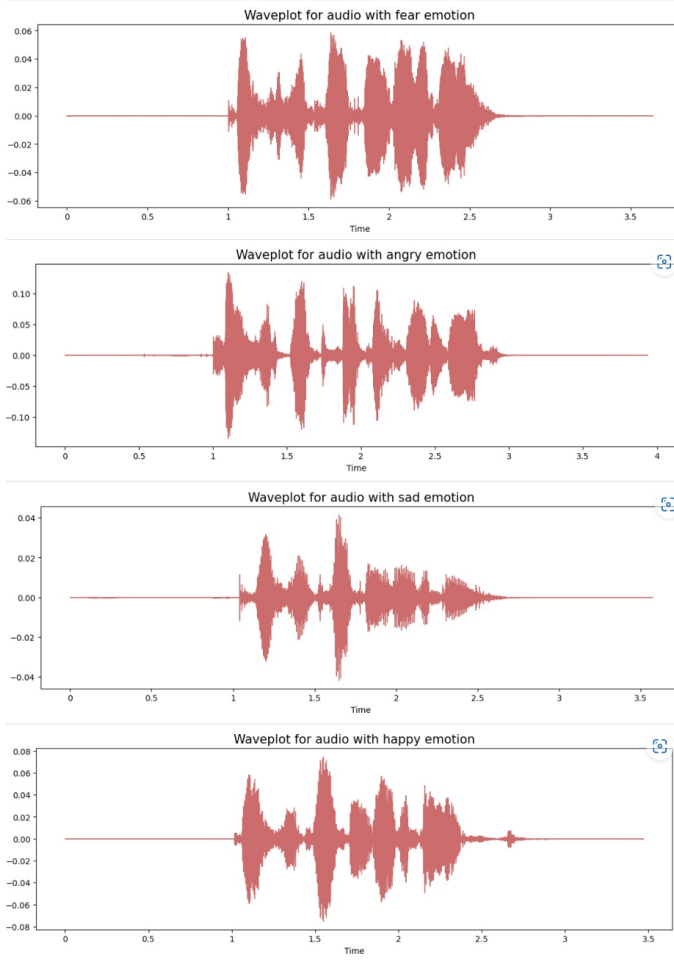 Waveplot for audio with fear emotion
0.06
0.04
0.02
0.00
−0.02
−0.04
−0.06
0 0.5 1 1.5 2 2.5 3 3.5
Time
Waveplot for audio with angry emotion
0.10
0.05
0.00
−0.05
−0.10
0 0.5 1 1.5 2 2.5 3 3.5 4
Time
Waveplot for audio with sad emotion
0.04
0.02
0.00
−0.02
−0.04
0 0.5 1 1.5 2 2.5 3 3.5
Time
Waveplot for audio with happy emotion
0.08
0.06
0.04
0.02
0.00
−0.02
−0.04
−0.06
−0.08
0 0.5 1 1.5 2 2.5 3 3.5
Time